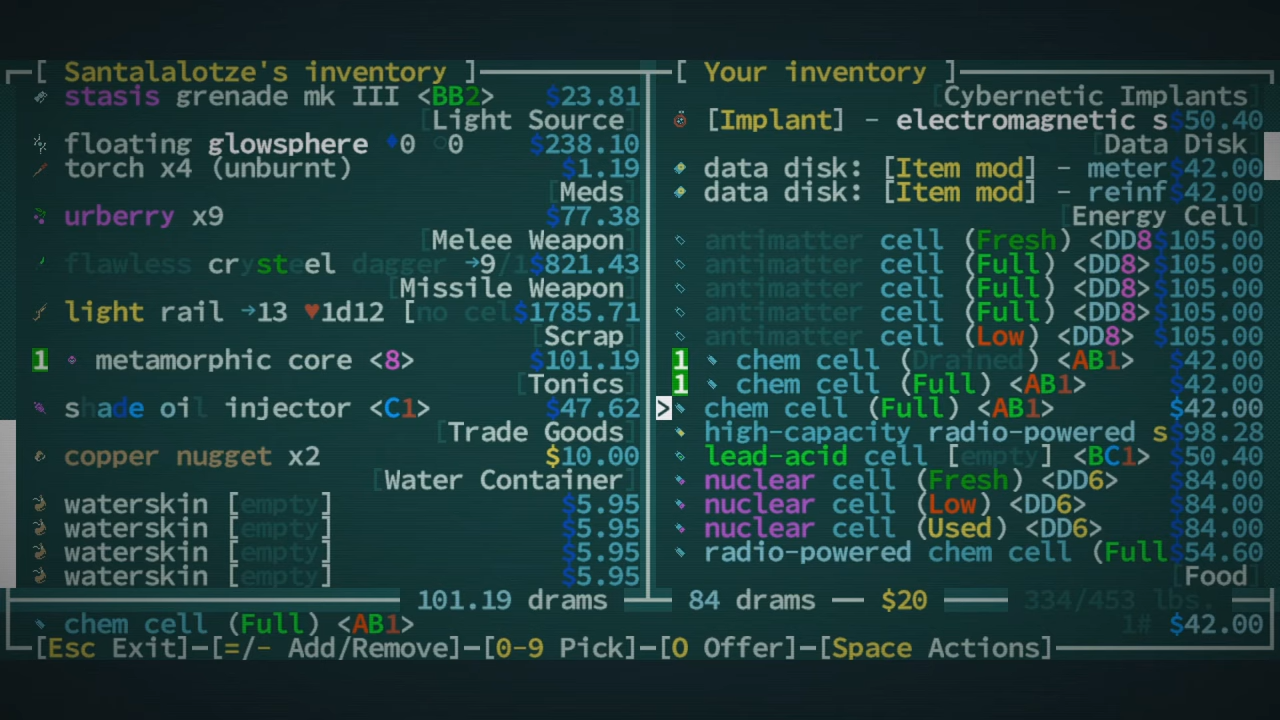 [ Santalalotze's inventory ]
stasis grenade mk III <BB2> $23.81
[Light Source]
floating glowsphere ♦0 ○0 $238.10
torch x4 (unburnt) $1.19
[Meds]
urberry x9 $77.38
[Melee Weapon]
flawless crysteel dagger →9/1 $821.43
[Missile Weapon]
light rail →13 ♥1d12 [no cel $1785.71
[Scrap]
1 metamorphic core <8> $101.19
[Tonics]
shade oil injector <C1> $47.62
[Trade Goods]
copper nugget x2 $10.00
[Water Container]
waterskin [empty] $5.95
waterskin [empty] $5.95
waterskin [empty] $5.95
waterskin [empty] $5.95
101.19 drams
[ Your inventory ]
[Cybernetic Implants]
[Implant] - electromagnetic s $50.40
[Data Disk]
data disk: [Item mod] - meter $42.00
data disk: [Item mod] - reinf $42.00
[Energy Cell]
antimatter cell (Fresh) <DD8 $105.00
antimatter cell (Full) <DD8> $105.00
antimatter cell (Full) <DD8> $105.00
antimatter cell (Full) <DD8> $105.00
antimatter cell (Low) <DD8> $105.00
1 chem cell (Drained) <AB1> $42.00
1 chem cell (Full) <AB1> $42.00
> chem cell (Full) <AB1> $42.00
high-capacity radio-powered s $98.28
lead-acid cell [empty] <BC1> $50.40
nuclear cell (Fresh) <DD6> $84.00
nuclear cell (Low) <DD6> $84.00
nuclear cell (Used) <DD6> $84.00
radio-powered chem cell (Full $54.60
[Food]
84 drams — $20 334/453 lbs.
chem cell (Full) <AB1> 1# $42.00
[Esc Exit]-[=/- Add/Remove]-[0-9 Pick]-[O Offer]-[Space Actions]